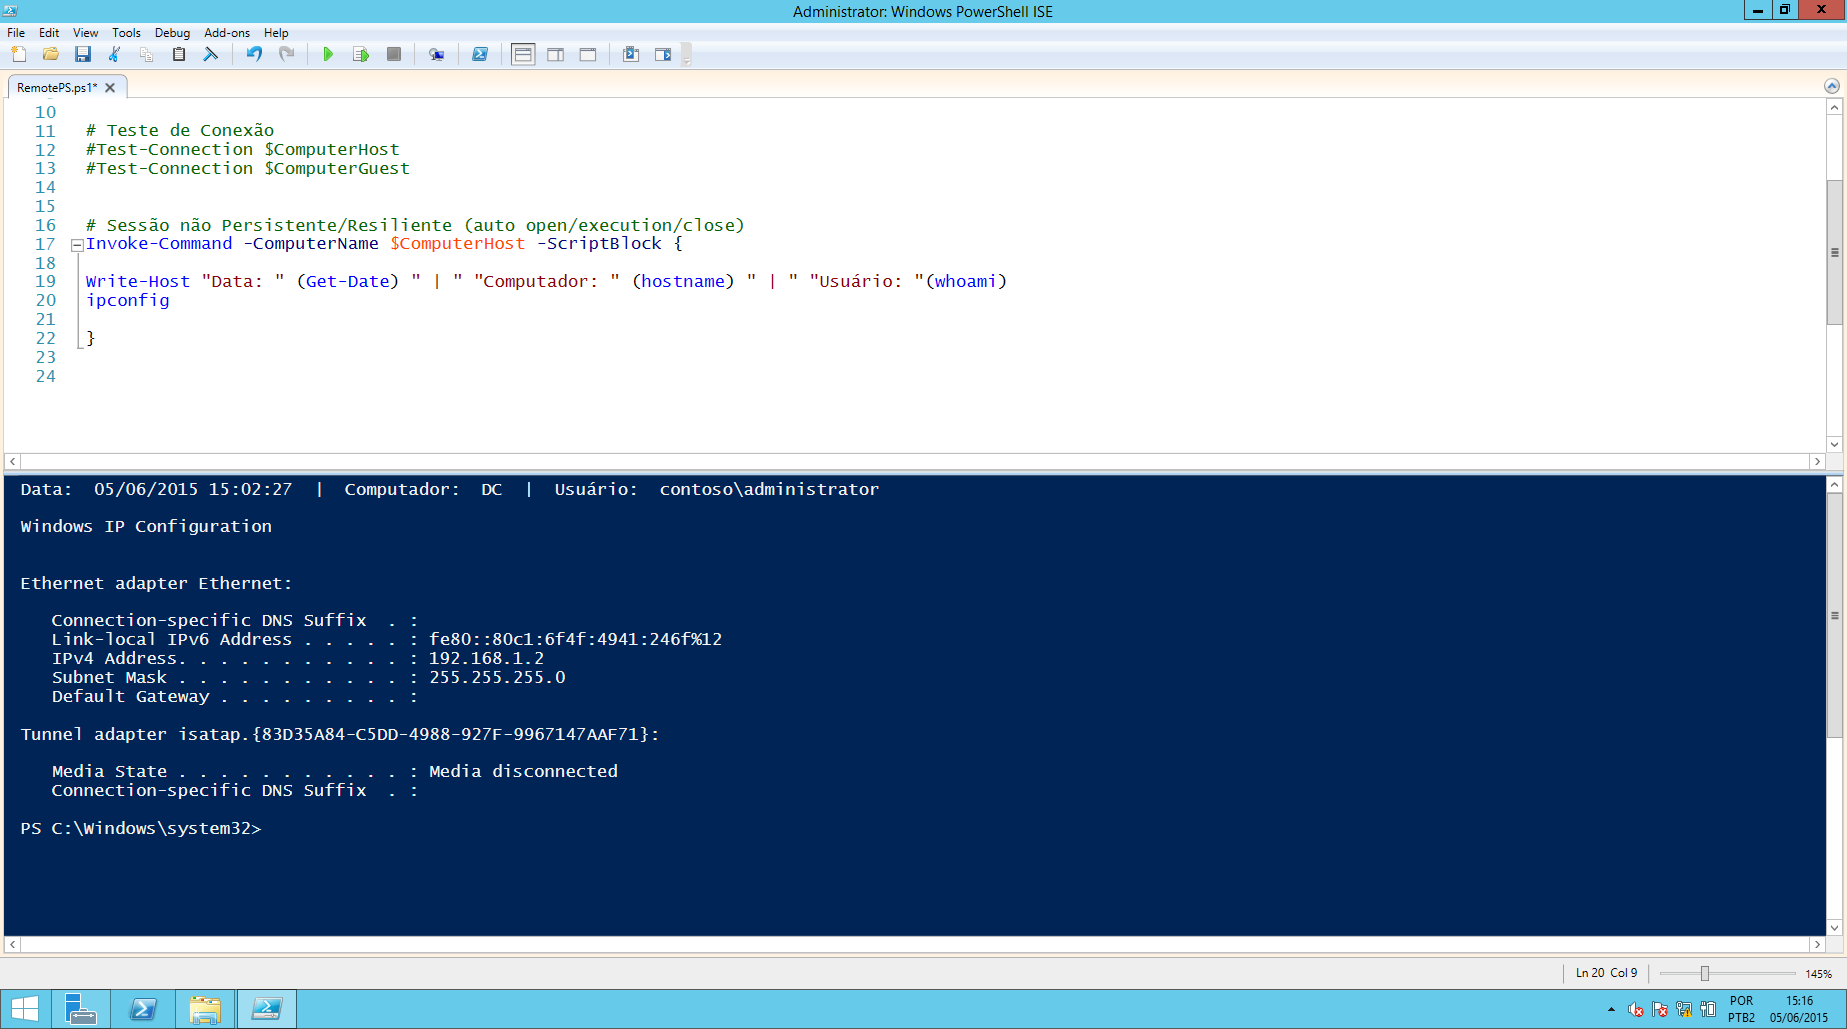 Administrator: Windows PowerShell ISE
File Edit View Tools Debug Add-ons Help
RemotePS.ps1*
10
11 # Teste de Conexão
12 #Test-Connection $ComputerHost
13 #Test-Connection $ComputerGuest
14
15
16 # Sessão não Persistente/Resiliente (auto open/execution/close)
17 Invoke-Command -ComputerName $ComputerHost -ScriptBlock {
18
19 Write-Host "Data: " (Get-Date) " | " "Computador: " (hostname) " | " "Usuário: "(whoami)
20 ipconfig
21
22 }
23
24
Data:  05/06/2015 15:02:27  |  Computador:  DC  |  Usuário:  contoso\administrator
Windows IP Configuration
Ethernet adapter Ethernet:
Connection-specific DNS Suffix  . :
Link-local IPv6 Address . . . . . : fe80::80c1:6f4f:4941:246f%12
IPv4 Address. . . . . . . . . . . : 192.168.1.2
Subnet Mask . . . . . . . . . . . : 255.255.255.0
Default Gateway . . . . . . . . . :
Tunnel adapter isatap.{83D35A84-C5DD-4988-927F-9967147AAF71}:
Media State . . . . . . . . . . . : Media disconnected
Connection-specific DNS Suffix  . :
PS C:\Windows\system32>
Ln 20 Col 9 145%
POR 15:16
PTB2 05/06/2015